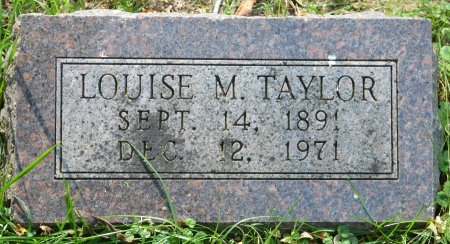 LOUISE M. TAYLOR
SEPT. 14, 1891
DEC. 12, 1971